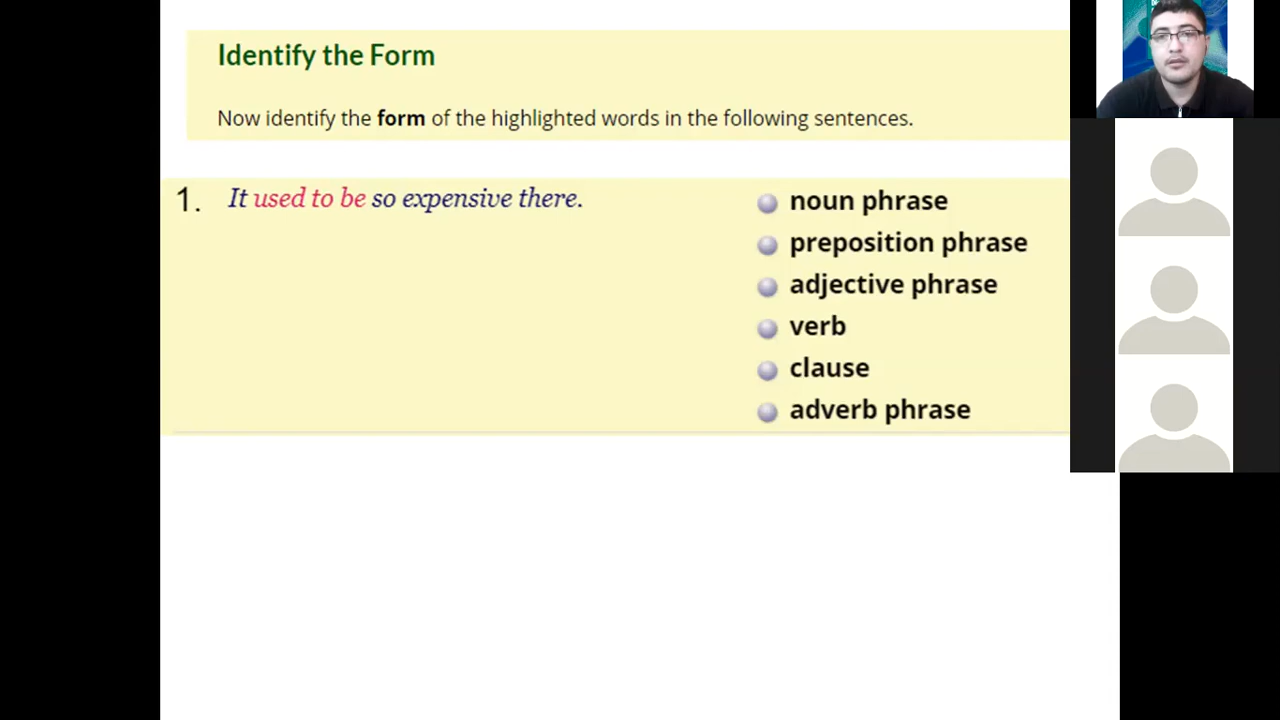 Identify the Form
Now identify the form of the highlighted words in the following sentences.
1. It used to be so expensive there.
noun phrase
preposition phrase
adjective phrase
verb
clause
adverb phrase